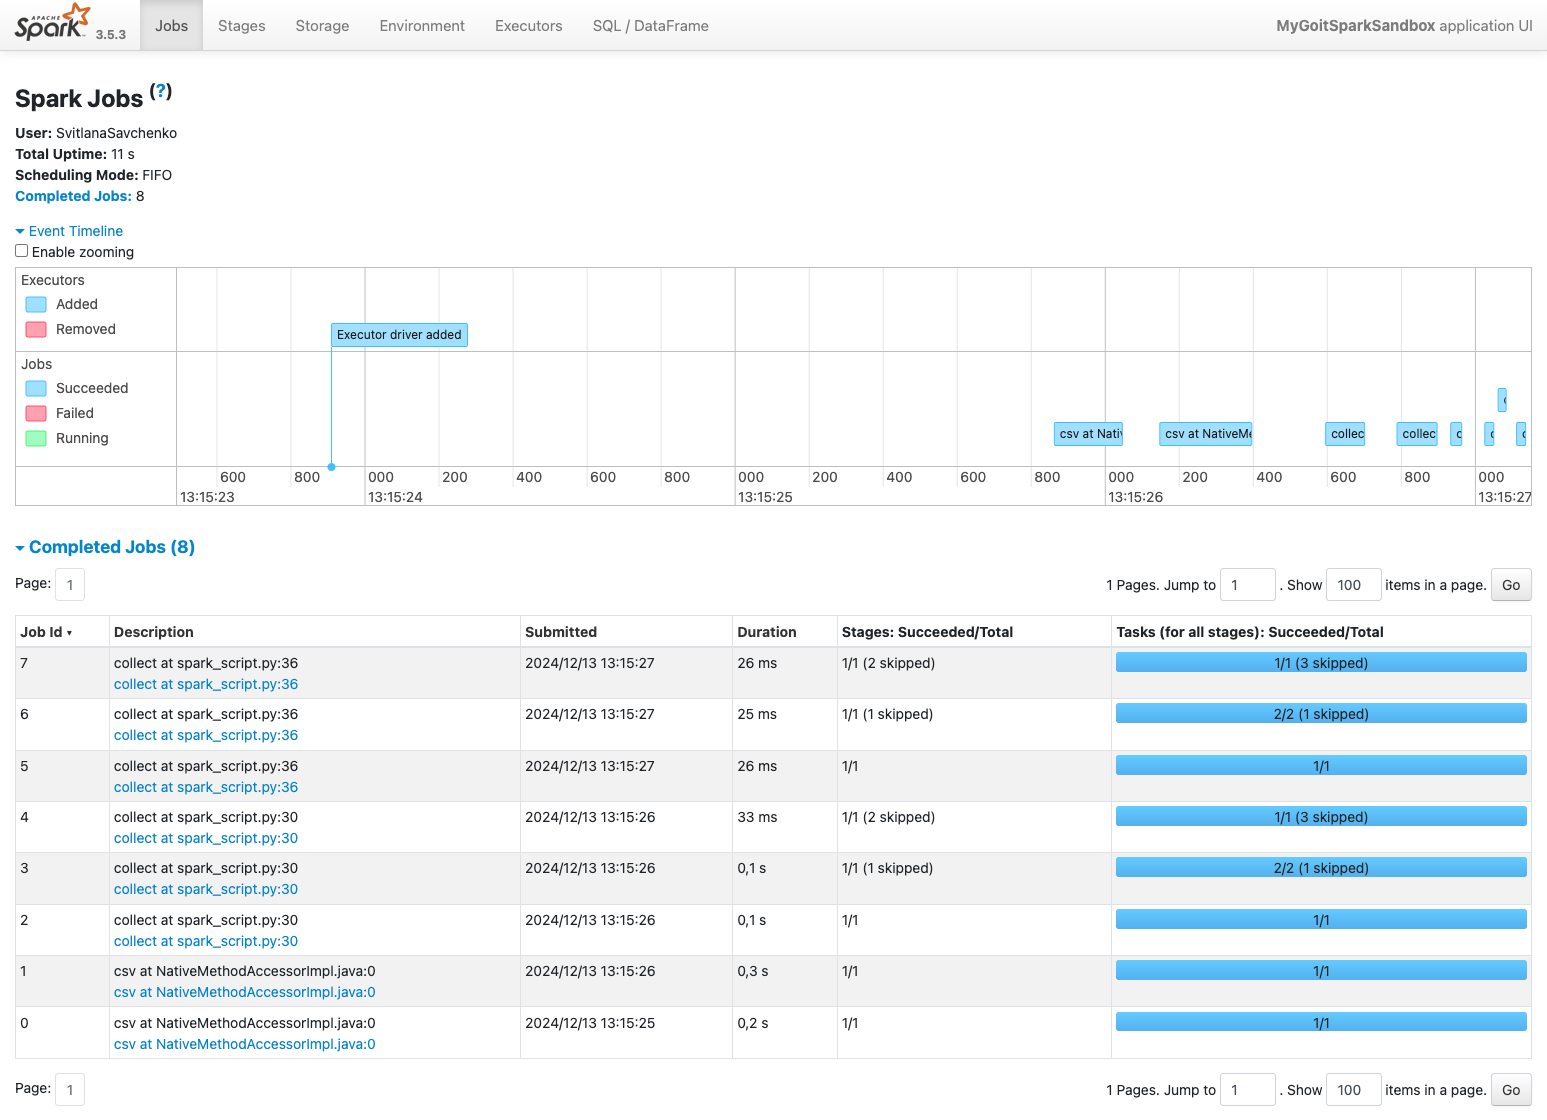 APACHE Spark 3.5.3 Jobs Stages Storage Environment Executors SQL / DataFrame MyGoitSparkSandbox application UI
Spark Jobs (?)
User: SvitlanaSavchenko
Total Uptime: 11 s
Scheduling Mode: FIFO
Completed Jobs: 8
Event Timeline
Enable zooming
Executors
Added
Removed
Executor driver added
Jobs
Succeeded
Failed
Running
csv at Nati csv at NativeMe collec collec c c c c
600 800 000 200 400 600 800 000 200 400 600 800 000 200 400 600 800 000
13:15:23 13:15:24 13:15:25 13:15:26 13:15:27
Completed Jobs (8)
Page: 1 1 Pages. Jump to 1 . Show 100 items in a page. Go
Job Id ▾ Description Submitted Duration Stages: Succeeded/Total Tasks (for all stages): Succeeded/Total
7 collect at spark_script.py:36 2024/12/13 13:15:27 26 ms 1/1 (2 skipped) 1/1 (3 skipped)
collect at spark_script.py:36
6 collect at spark_script.py:36 2024/12/13 13:15:27 25 ms 1/1 (1 skipped) 2/2 (1 skipped)
collect at spark_script.py:36
5 collect at spark_script.py:36 2024/12/13 13:15:27 26 ms 1/1 1/1
collect at spark_script.py:36
4 collect at spark_script.py:30 2024/12/13 13:15:26 33 ms 1/1 (2 skipped) 1/1 (3 skipped)
collect at spark_script.py:30
3 collect at spark_script.py:30 2024/12/13 13:15:26 0,1 s 1/1 (1 skipped) 2/2 (1 skipped)
collect at spark_script.py:30
2 collect at spark_script.py:30 2024/12/13 13:15:26 0,1 s 1/1 1/1
collect at spark_script.py:30
1 csv at NativeMethodAccessorImpl.java:0 2024/12/13 13:15:26 0,3 s 1/1 1/1
csv at NativeMethodAccessorImpl.java:0
0 csv at NativeMethodAccessorImpl.java:0 2024/12/13 13:15:25 0,2 s 1/1 1/1
csv at NativeMethodAccessorImpl.java:0
Page: 1 1 Pages. Jump to 1 . Show 100 items in a page. Go